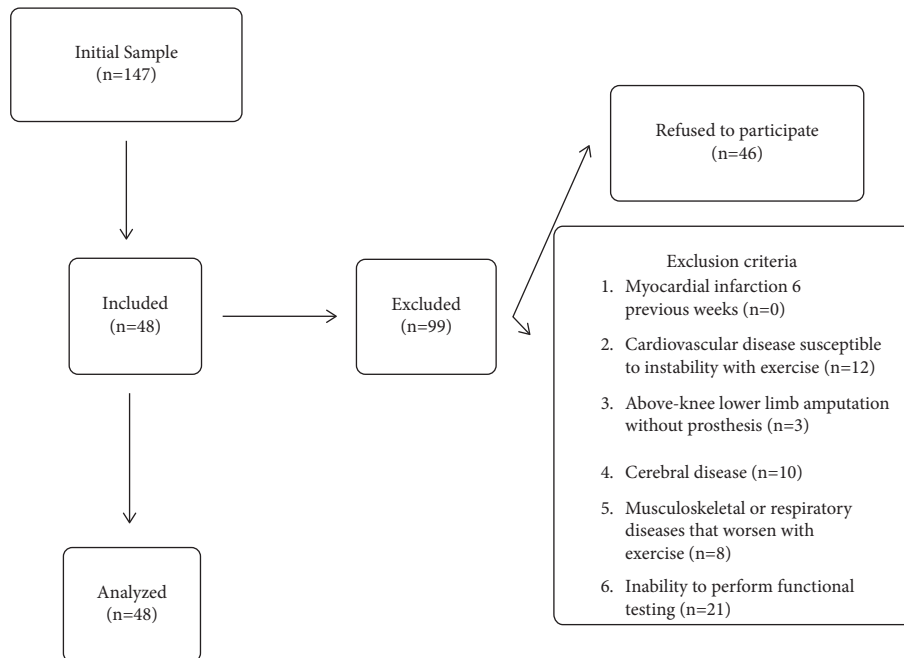 Initial Sample
(n=147)
Refused to participate
(n=46)
Included
(n=48)
Excluded
(n=99)
Exclusion criteria
1. Myocardial infarction 6
previous weeks (n=0)
2. Cardiovascular disease susceptible
to instability with exercise (n=12)
3. Above-knee lower limb amputation
without prosthesis (n=3)
4. Cerebral disease (n=10)
5. Musculoskeletal or respiratory
diseases that worsen with
exercise (n=8)
6. Inability to perform functional
testing (n=21)
Analyzed
(n=48)